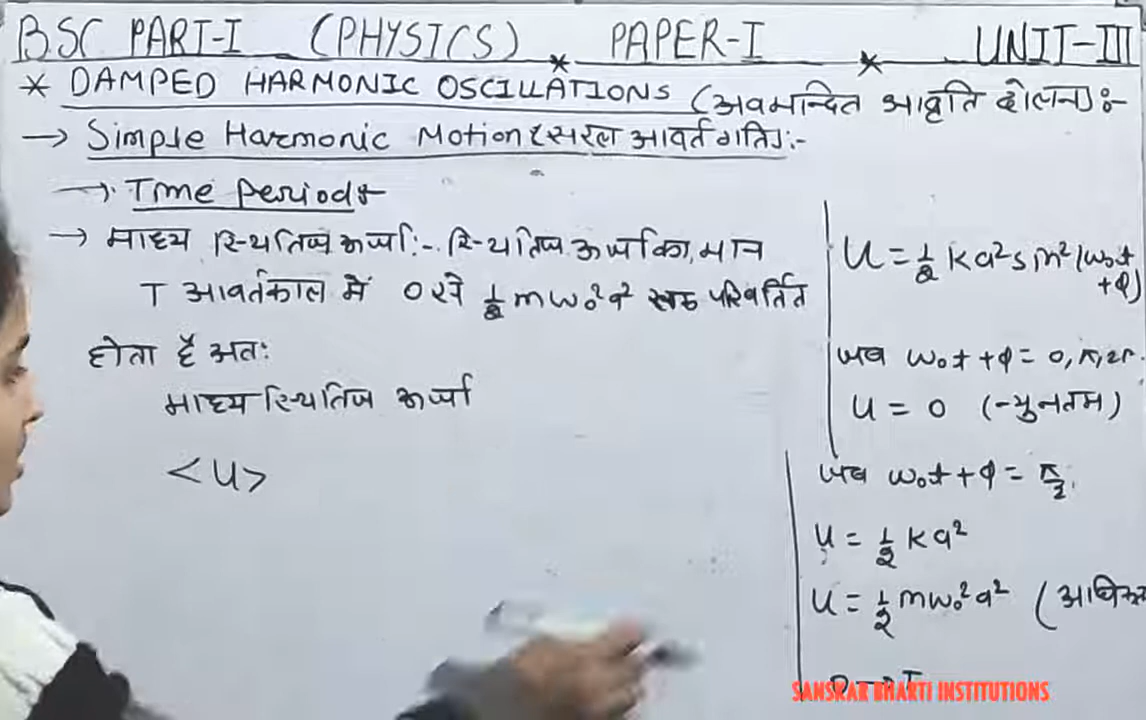 BSC PART-I (PHYSICS) * PAPER-I * UNIT-III
* DAMPED HARMONIC OSCILLATIONS (अवमन्दित आवृति दोलन) :-
→ Simple Harmonic Motion (सरल आवर्त गति) :-
→ Time Period :-
→ माध्य स्थितिज ऊर्जा :- स्थितिज ऊर्जा का मान
T आवर्तकाल में 0 से ½mω₀²a² तक परिवर्तित
होता है अतः
माध्य स्थितिज ऊर्जा
<U>
U = ½ka²sin²(ω₀t
+ϕ)
जब ω₀t+ϕ = 0, π, 2π
U = 0 (न्युनतम)
जब ω₀t+ϕ = π/2
U = ½ka²
U = ½mω₀²a²
SANSKAR BHARTI INSTITUTIONS